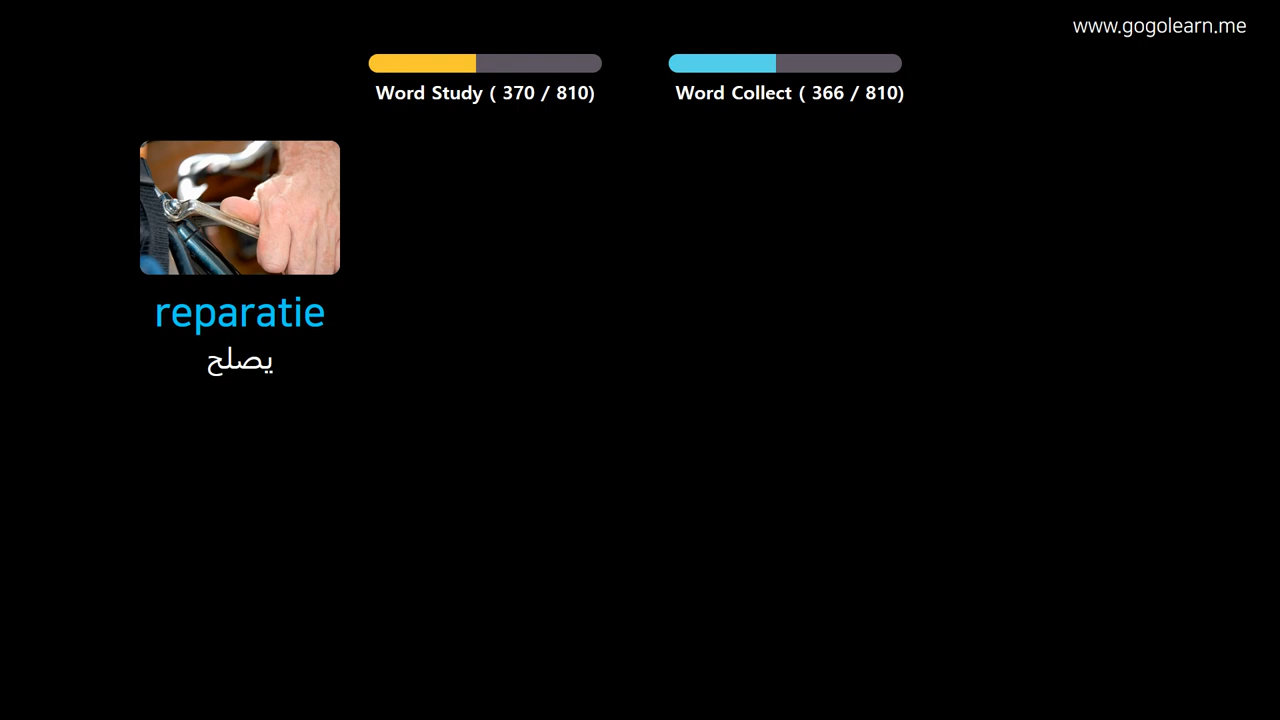 www.gogolearn.me
Word Study ( 370 / 810)
Word Collect ( 366 / 810)
reparatie
يصلح